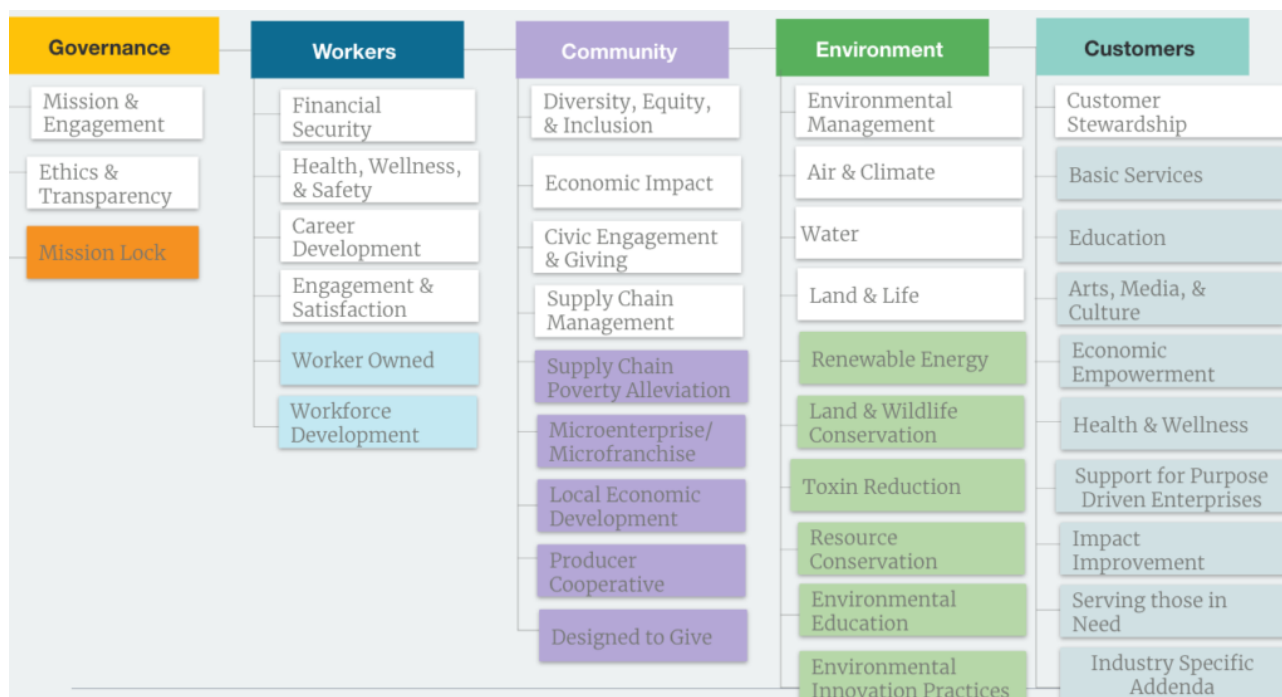 Governance
Mission &
Engagement
Ethics &
Transparency
Mission Lock
Workers
Financial
Security
Health, Wellness,
& Safety
Career
Development
Engagement &
Satisfaction
Worker Owned
Workforce
Development
Community
Diversity, Equity,
& Inclusion
Economic Impact
Civic Engagement
& Giving
Supply Chain
Management
Supply Chain
Poverty Alleviation
Microenterprise/
Microfranchise
Local Economic
Development
Producer
Cooperative
Designed to Give
Environment
Environmental
Management
Air & Climate
Water
Land & Life
Renewable Energy
Land & Wildlife
Conservation
Toxin Reduction
Resource
Conservation
Environmental
Education
Environmental
Innovation Practices
Customers
Customer
Stewardship
Basic Services
Education
Arts, Media, &
Culture
Economic
Empowerment
Health & Wellness
Support for Purpose
Driven Enterprises
Impact
Improvement
Serving those in
Need
Industry Specific
Addenda